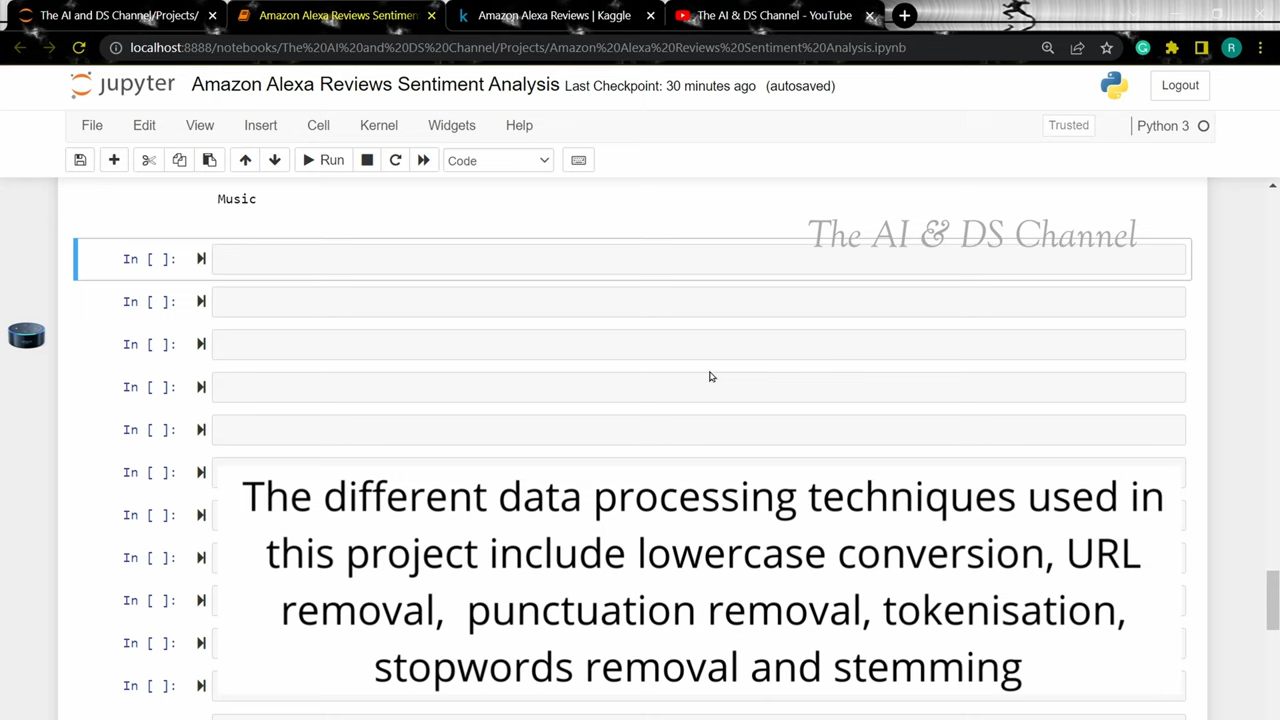 The AI and DS Channel/Projects/
Amazon Alexa Reviews Sentimen
Amazon Alexa Reviews | Kaggle
The AI & DS Channel - YouTube
localhost:8888/notebooks/The%20AI%20and%20DS%20Channel/Projects/Amazon%20Alexa%20Reviews%20Sentiment%20Analysis.ipynb
R
jupyter Amazon Alexa Reviews Sentiment Analysis Last Checkpoint: 30 minutes ago (autosaved)
Logout
File Edit View Insert Cell Kernel Widgets Help
Trusted
Python 3
Run
Code
Music
The AI & DS Channel
In [ ]:
In [ ]:
In [ ]:
In [ ]:
In [ ]:
In [ ]:
In [ ]:
In [ ]:
In [ ]:
In [ ]:
In [ ]:
The different data processing techniques used in
this project include lowercase conversion, URL
removal, punctuation removal, tokenisation,
stopwords removal and stemming